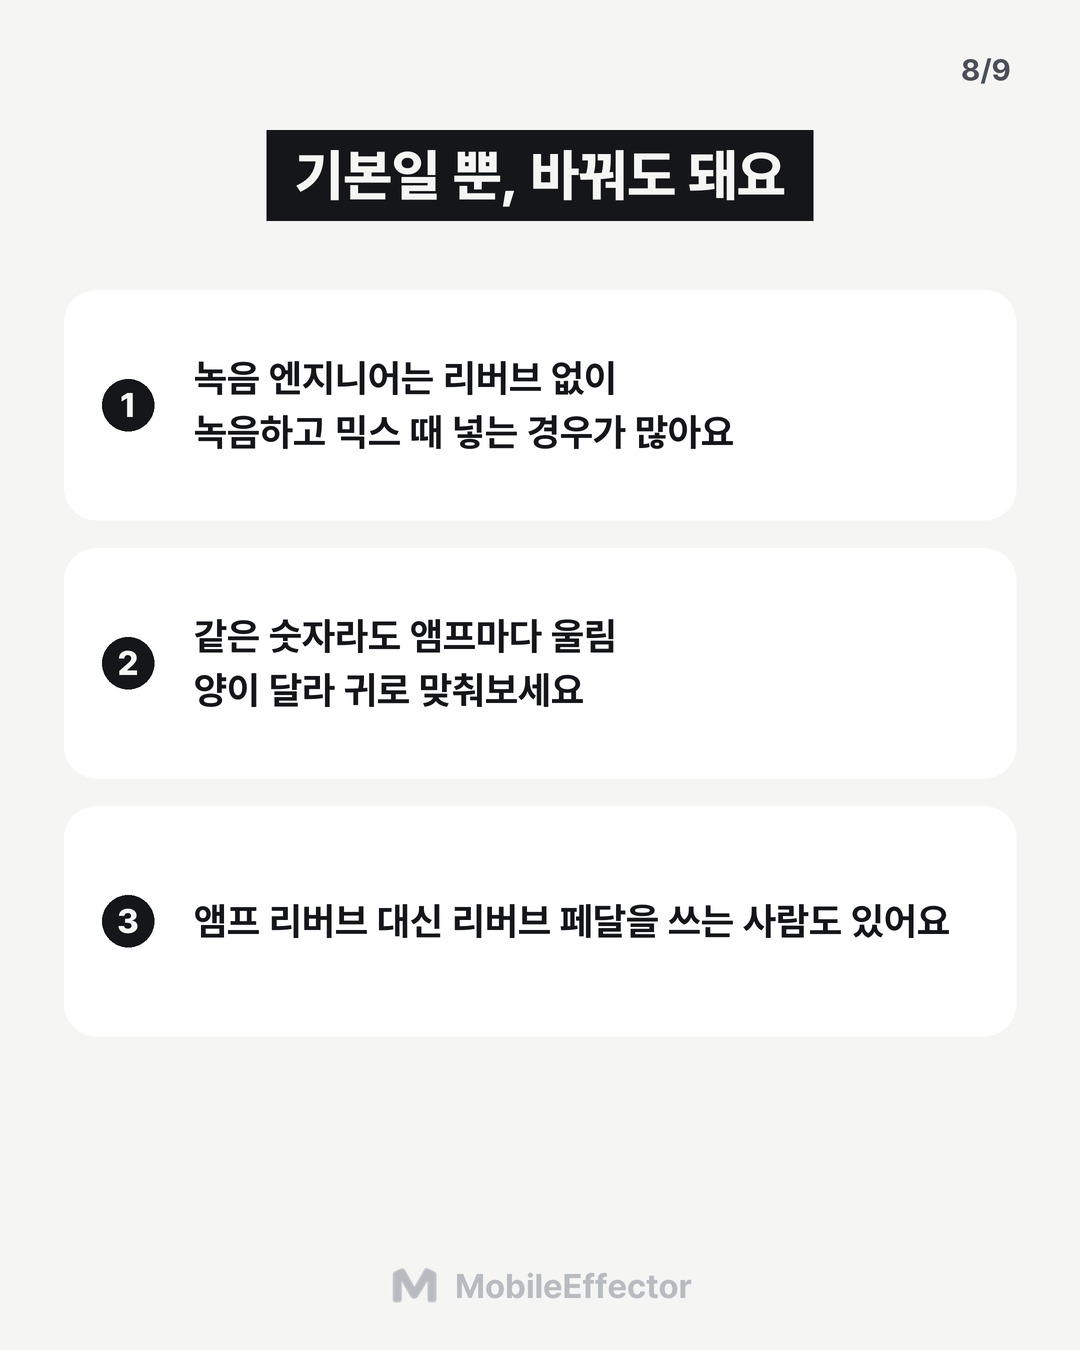 8/9
기본일 뿐, 바꿔도 돼요
1
녹음 엔지니어는 리버브 없이
녹음하고 믹스 때 넣는 경우가 많아요
2
같은 숫자라도 앰프마다 울림
양이 달라 귀로 맞춰보세요
3
앰프 리버브 대신 리버브 페달을 쓰는 사람도 있어요
MobileEffector